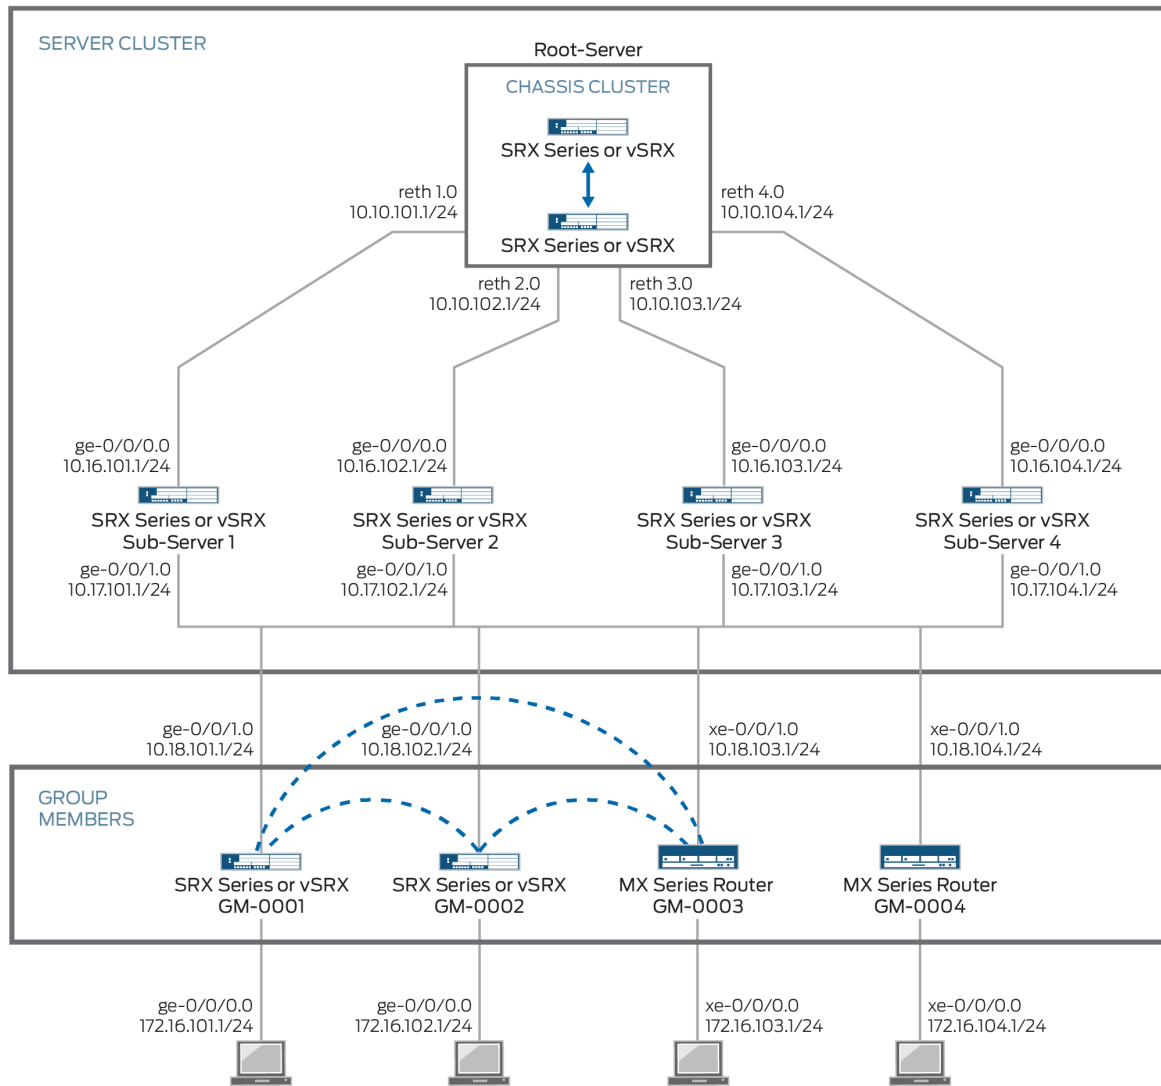 SERVER CLUSTER
Root-Server
CHASSIS CLUSTER
SRX Series or vSRX
SRX Series or vSRX
reth 1.0
10.10.101.1/24
reth 4.0
10.10.104.1/24
reth 2.0
10.10.102.1/24
reth 3.0
10.10.103.1/24
ge-0/0/0.0
10.16.101.1/24
ge-0/0/0.0
10.16.102.1/24
ge-0/0/0.0
10.16.103.1/24
ge-0/0/0.0
10.16.104.1/24
SRX Series or vSRX
Sub-Server 1
SRX Series or vSRX
Sub-Server 2
SRX Series or vSRX
Sub-Server 3
SRX Series or vSRX
Sub-Server 4
ge-0/0/1.0
10.17.101.1/24
ge-0/0/1.0
10.17.102.1/24
ge-0/0/1.0
10.17.103.1/24
ge-0/0/1.0
10.17.104.1/24
ge-0/0/1.0
10.18.101.1/24
ge-0/0/1.0
10.18.102.1/24
xe-0/0/1.0
10.18.103.1/24
xe-0/0/1.0
10.18.104.1/24
GROUP
MEMBERS
SRX Series or vSRX
GM-0001
SRX Series or vSRX
GM-0002
MX Series Router
GM-0003
MX Series Router
GM-0004
ge-0/0/0.0
172.16.101.1/24
ge-0/0/0.0
172.16.102.1/24
xe-0/0/0.0
172.16.103.1/24
xe-0/0/0.0
172.16.104.1/24